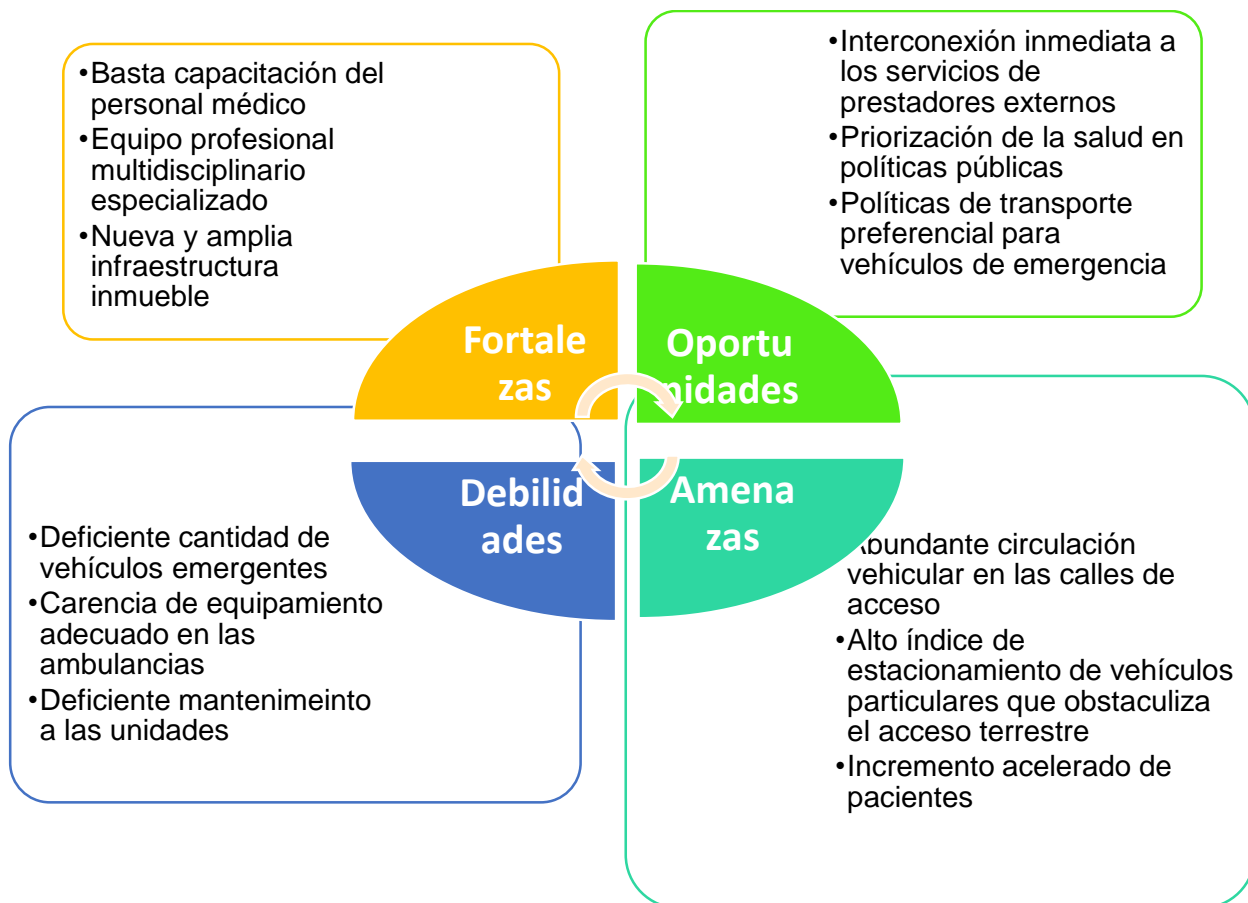 •Basta capacitación del
personal médico
•Equipo profesional
multidisciplinario
especializado
•Nueva y amplia
infraestructura
inmueble
•Interconexión inmediata a
los servicios de
prestadores externos
•Priorización de la salud en
políticas públicas
•Políticas de transporte
preferencial para
vehículos de emergencia
Fortale
zas
Oportu
nidades
Debilid
ades
Amena
zas
•Deficiente cantidad de
vehículos emergentes
•Carencia de equipamiento
adecuado en las
ambulancias
•Deficiente mantenimeinto
a las unidades
Abundante circulación
vehicular en las calles de
acceso
•Alto índice de
estacionamiento de vehículos
particulares que obstaculiza
el acceso terrestre
•Incremento acelerado de
pacientes